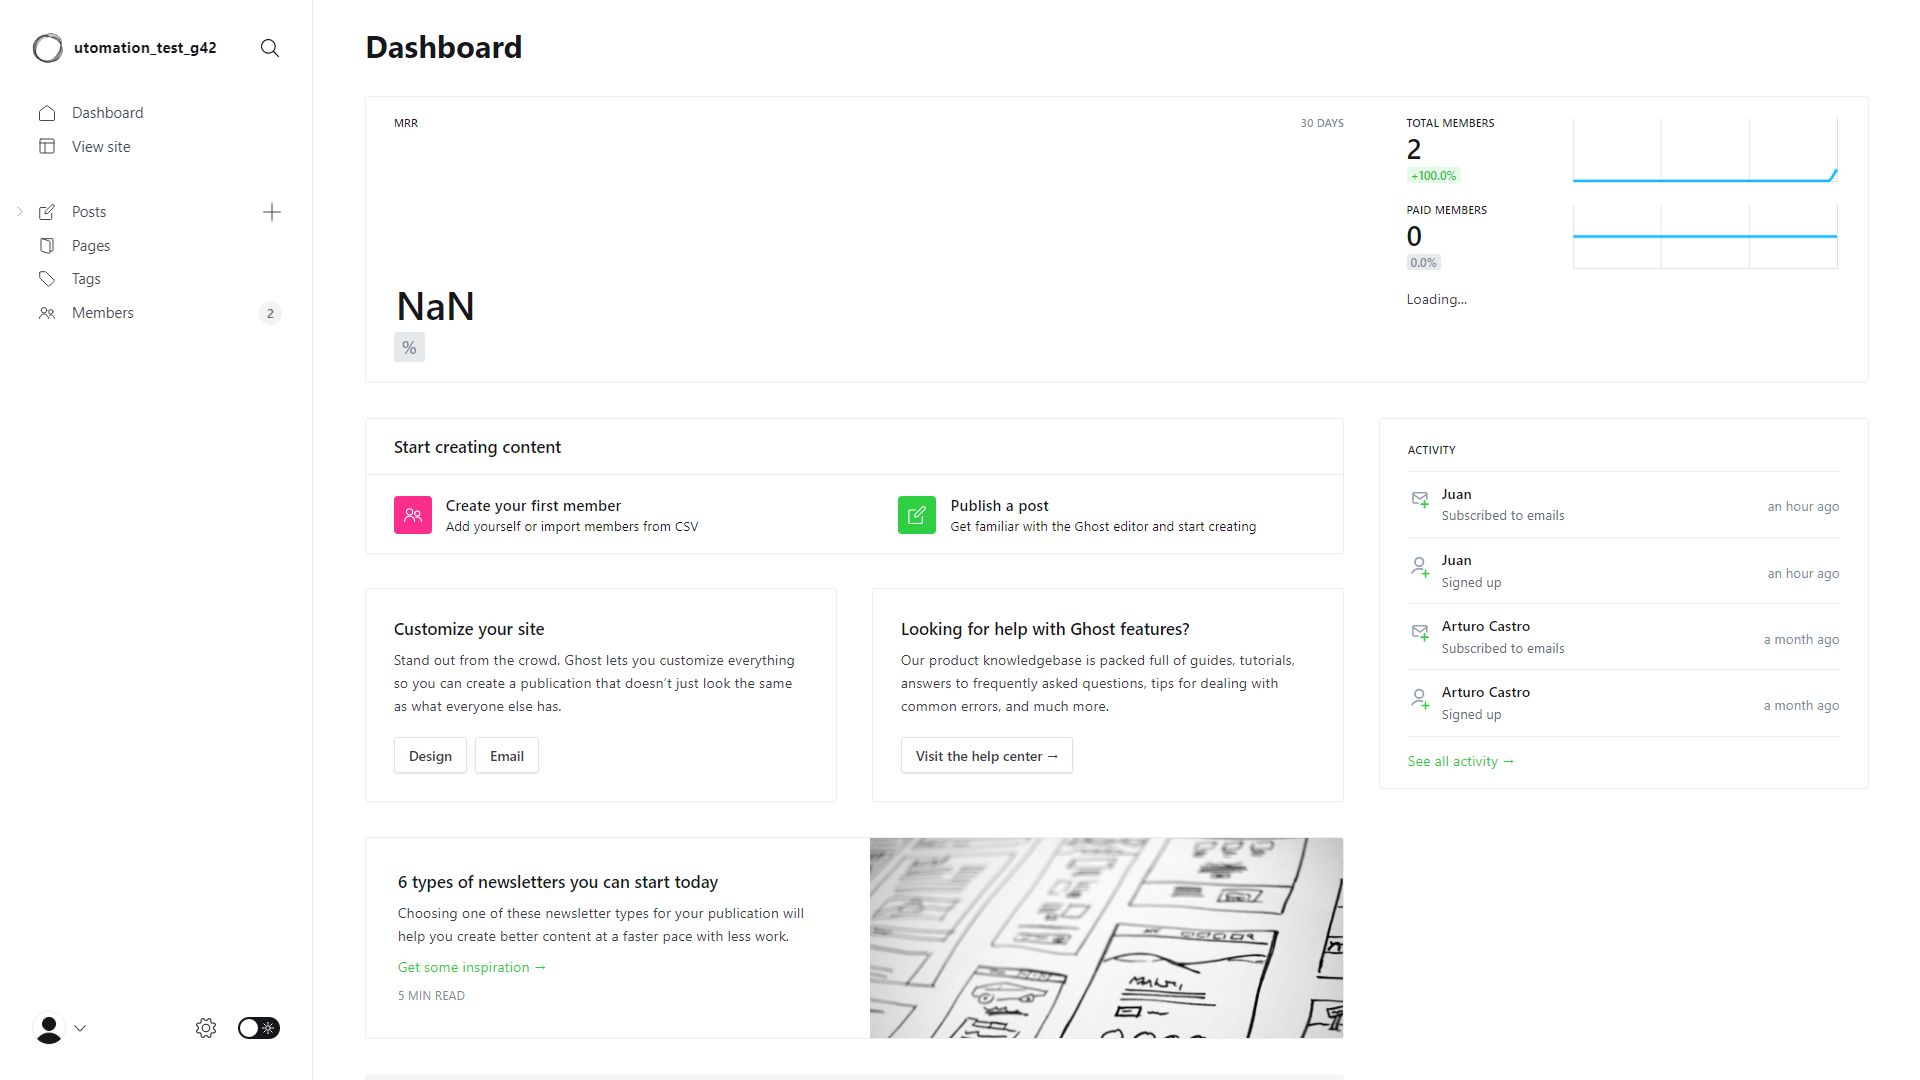 utomation_test_g42
Dashboard
View site
Posts
Pages
Tags
Members
2
Dashboard
MRR
30 DAYS
NaN
%
TOTAL MEMBERS
2
+100.0%
PAID MEMBERS
0
0.0%
Loading...
Start creating content
Create your first member
Add yourself or import members from CSV
Publish a post
Get familiar with the Ghost editor and start creating
Customize your site
Stand out from the crowd. Ghost lets you customize everything
so you can create a publication that doesn’t just look the same
as what everyone else has.
Design
Email
Looking for help with Ghost features?
Our product knowledgebase is packed full of guides, tutorials,
answers to frequently asked questions, tips for dealing with
common errors, and much more.
Visit the help center →
6 types of newsletters you can start today
Choosing one of these newsletter types for your publication will
help you create better content at a faster pace with less work.
Get some inspiration →
5 MIN READ
ACTIVITY
Juan
Subscribed to emails
an hour ago
Juan
Signed up
an hour ago
Arturo Castro
Subscribed to emails
a month ago
Arturo Castro
Signed up
a month ago
See all activity →